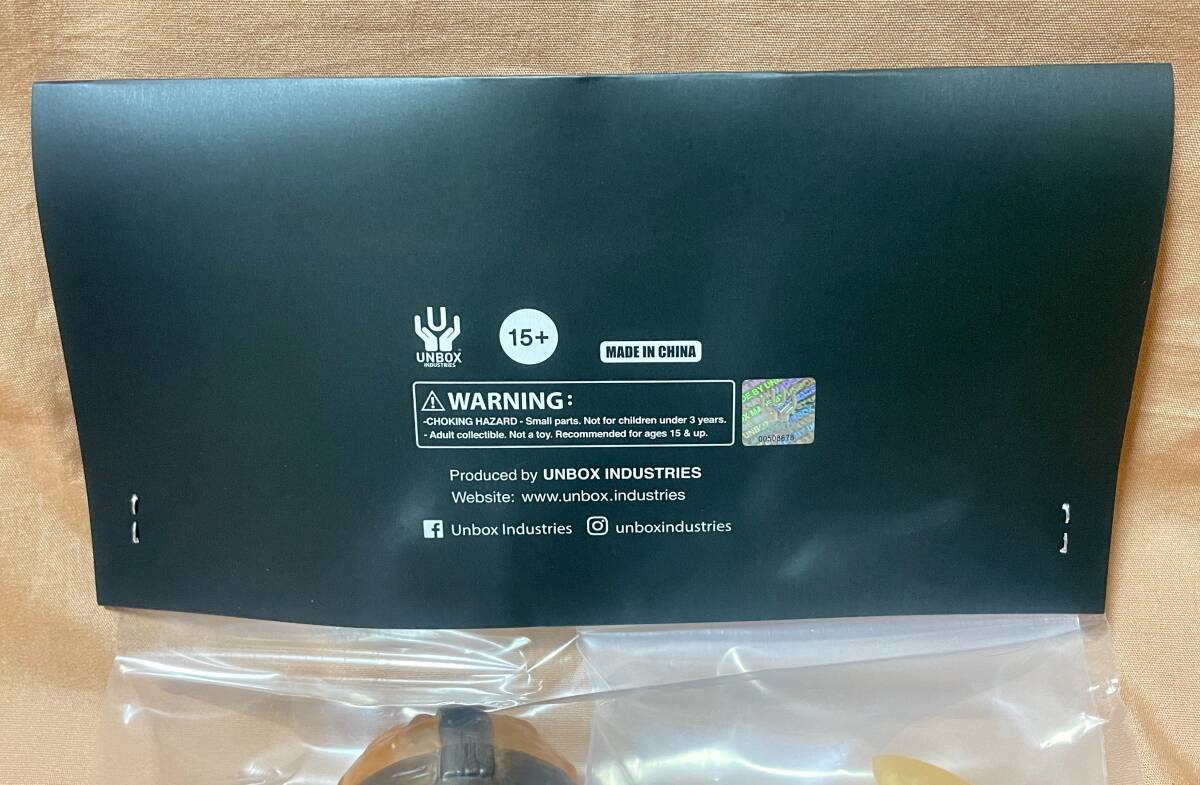 U
UNBOX
INDUSTRIES
15+
MADE IN CHINA
WARNING:
-CHOKING HAZARD - Small parts. Not for children under 3 years.
- Adult collectible. Not a toy. Recommended for ages 15 & up.
00508678
Produced by UNBOX INDUSTRIES
Website: www.unbox.industries
Unbox Industries
unboxindustries